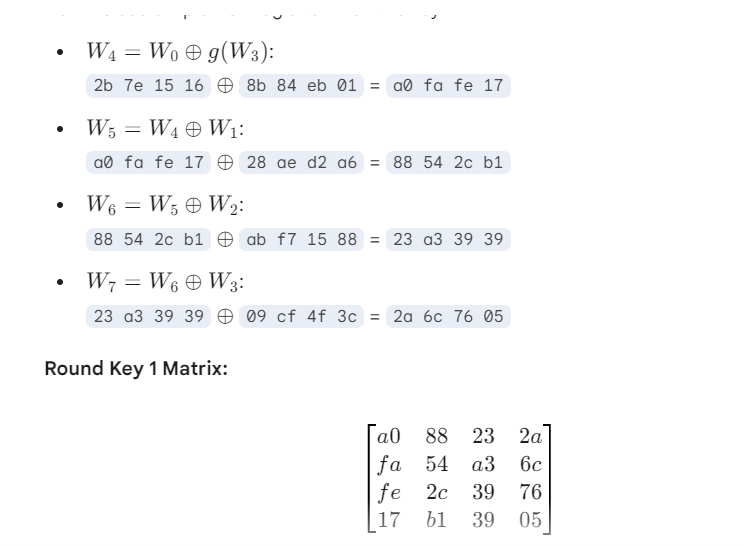 • W₄ = W₀ ⊕ g(W₃):
2b 7e 15 16 ⊕ 8b 84 eb 01 = a0 fa fe 17
• W₅ = W₄ ⊕ W₁:
a0 fa fe 17 ⊕ 28 ae d2 a6 = 88 54 2c b1
• W₆ = W₅ ⊕ W₂:
88 54 2c b1 ⊕ ab f7 15 88 = 23 a3 39 39
• W₇ = W₆ ⊕ W₃:
23 a3 39 39 ⊕ 09 cf 4f 3c = 2a 6c 76 05
Round Key 1 Matrix:
a0 88 23 2a
fa 54 a3 6c
fe 2c 39 76
17 b1 39 05